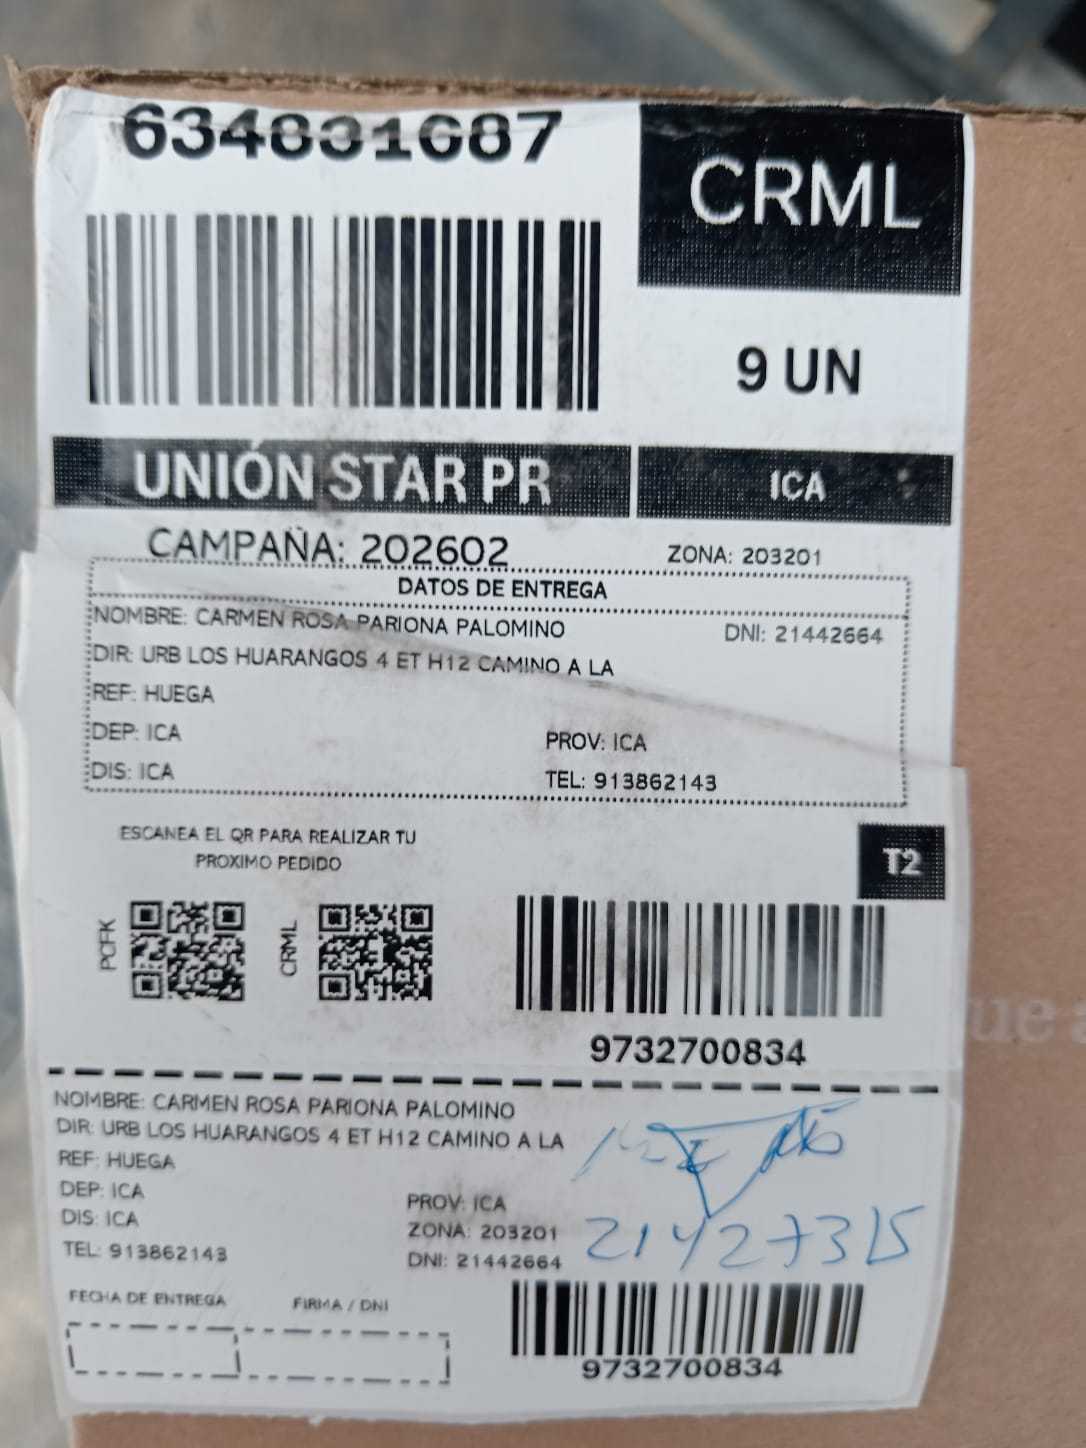 634831687
CRML
9 UN
UNIÓN STAR PR
ICA
CAMPAÑA: 202602
ZONA: 203201
DATOS DE ENTREGA
NOMBRE: CARMEN ROSA PARIONA PALOMINO
DNI: 21442664
DIR: URB LOS HUARANGOS 4 ET H12 CAMINO A LA
REF: HUEGA
DEP: ICA
PROV: ICA
DIS: ICA
TEL: 913862143
ESCANEA EL QR PARA REALIZAR TU
PROXIMO PEDIDO
T2
PCFK
CRML
9732700834
NOMBRE: CARMEN ROSA PARIONA PALOMINO
DIR: URB LOS HUARANGOS 4 ET H12 CAMINO A LA
REF: HUEGA
DEP: ICA
PROV: ICA
DIS: ICA
ZONA: 203201
TEL: 913862143
DNI: 21442664
21427315
FECHA DE ENTREGA
FIRMA / DNI
9732700834